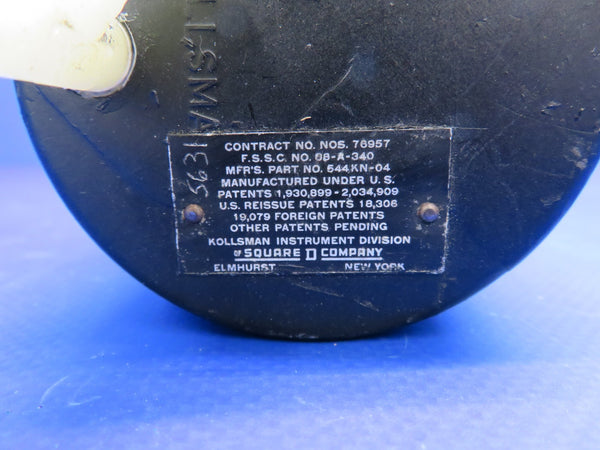 LLSMA
5631
CONTRACT NO. NOS. 76957
F.S.S.C. NO. 88-A-340
MFR'S. PART NO. 544KN-04
MANUFACTURED UNDER U.S.
PATENTS 1,930,899-2,034,909
U.S. REISSUE PATENTS 18,306
19,079 FOREIGN PATENTS
OTHER PATENTS PENDING
KOLLSMAN INSTRUMENT DIVISION
OF SQUARE D COMPANY
ELMHURST NEW YORK